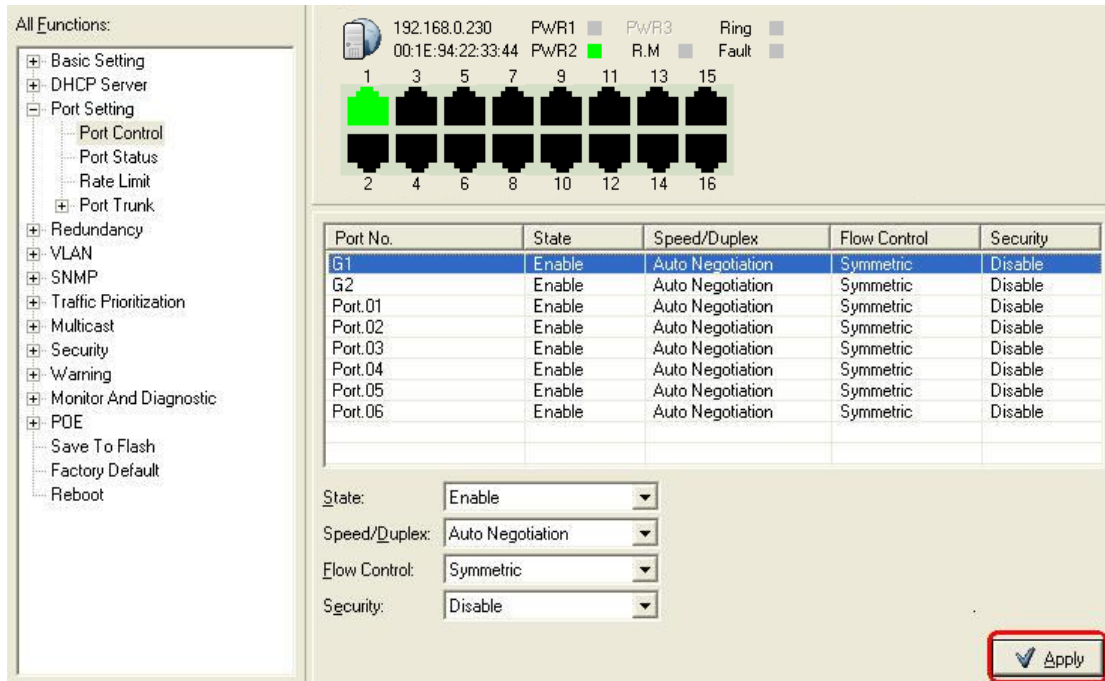 All Functions:
Basic Setting
DHCP Server
Port Setting
Port Control
Port Status
Rate Limit
Port Trunk
Redundancy
VLAN
SNMP
Traffic Prioritization
Multicast
Security
Warning
Monitor And Diagnostic
POE
Save To Flash
Factory Default
Reboot
192.168.0.230 PWR1 PWR3 Ring
00:1E:94:22:33:44 PWR2 R.M Fault
1 3 5 7 9 11 13 15
2 4 6 8 10 12 14 16
Port No. State Speed/Duplex Flow Control Security
G1 Enable Auto Negotiation Symmetric Disable
G2 Enable Auto Negotiation Symmetric Disable
Port.01 Enable Auto Negotiation Symmetric Disable
Port.02 Enable Auto Negotiation Symmetric Disable
Port.03 Enable Auto Negotiation Symmetric Disable
Port.04 Enable Auto Negotiation Symmetric Disable
Port.05 Enable Auto Negotiation Symmetric Disable
Port.06 Enable Auto Negotiation Symmetric Disable
State: Enable
Speed/Duplex: Auto Negotiation
Flow Control: Symmetric
Security: Disable
Apply